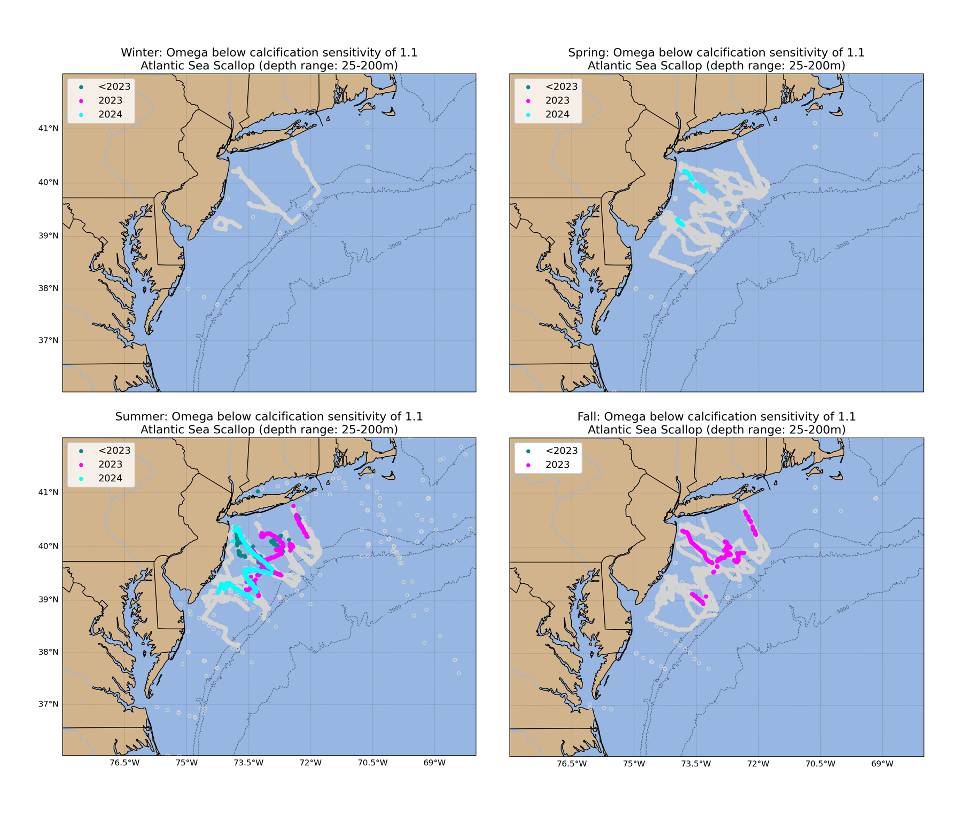 Winter: Omega below calcification sensitivity of 1.1
Atlantic Sea Scallop (depth range: 25-200m)
<2023
2023
2024
41°N
40°N
39°N
38°N
37°N
Spring: Omega below calcification sensitivity of 1.1
Atlantic Sea Scallop (depth range: 25-200m)
<2023
2023
2024
Summer: Omega below calcification sensitivity of 1.1
Atlantic Sea Scallop (depth range: 25-200m)
<2023
2023
2024
41°N
40°N
39°N
38°N
37°N
76.5°W 75°W 73.5°W 72°W 70.5°W 69°W
Fall: Omega below calcification sensitivity of 1.1
Atlantic Sea Scallop (depth range: 25-200m)
<2023
2023
76.5°W 75°W 73.5°W 72°W 70.5°W 69°W